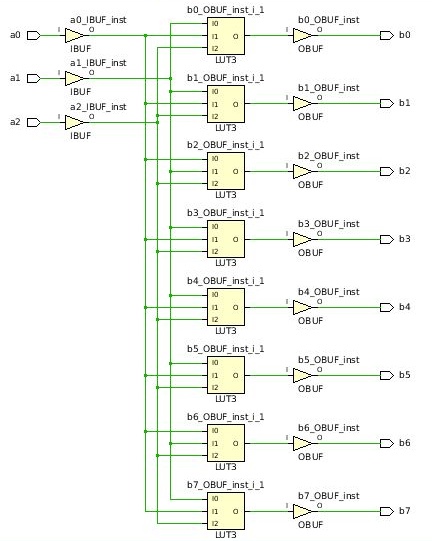 b0_OBUF_inst_i_1
a0_IBUF_inst
b0_OBUF_inst
a0 I O I0 I1 I2 O I O b0
IBUF
LUT3
OBUF
a1_IBUF_inst
a1 I O
IBUF
b1_OBUF_inst_i_1
b1_OBUF_inst
I0 I1 I2 O I O b1
LUT3
OBUF
a2_IBUF_inst
a2 I O
IBUF
b2_OBUF_inst_i_1
b2_OBUF_inst
I0 I1 I2 O I O b2
LUT3
OBUF
b3_OBUF_inst_i_1
b3_OBUF_inst
I0 I1 I2 O I O b3
LUT3
OBUF
b4_OBUF_inst_i_1
b4_OBUF_inst
I0 I1 I2 O I O b4
LUT3
OBUF
b5_OBUF_inst_i_1
b5_OBUF_inst
I0 I1 I2 O I O b5
LUT3
OBUF
b6_OBUF_inst_i_1
b6_OBUF_inst
I0 I1 I2 O I O b6
LUT3
OBUF
b7_OBUF_inst_i_1
b7_OBUF_inst
I0 I1 I2 O I O b7
LUT3
OBUF